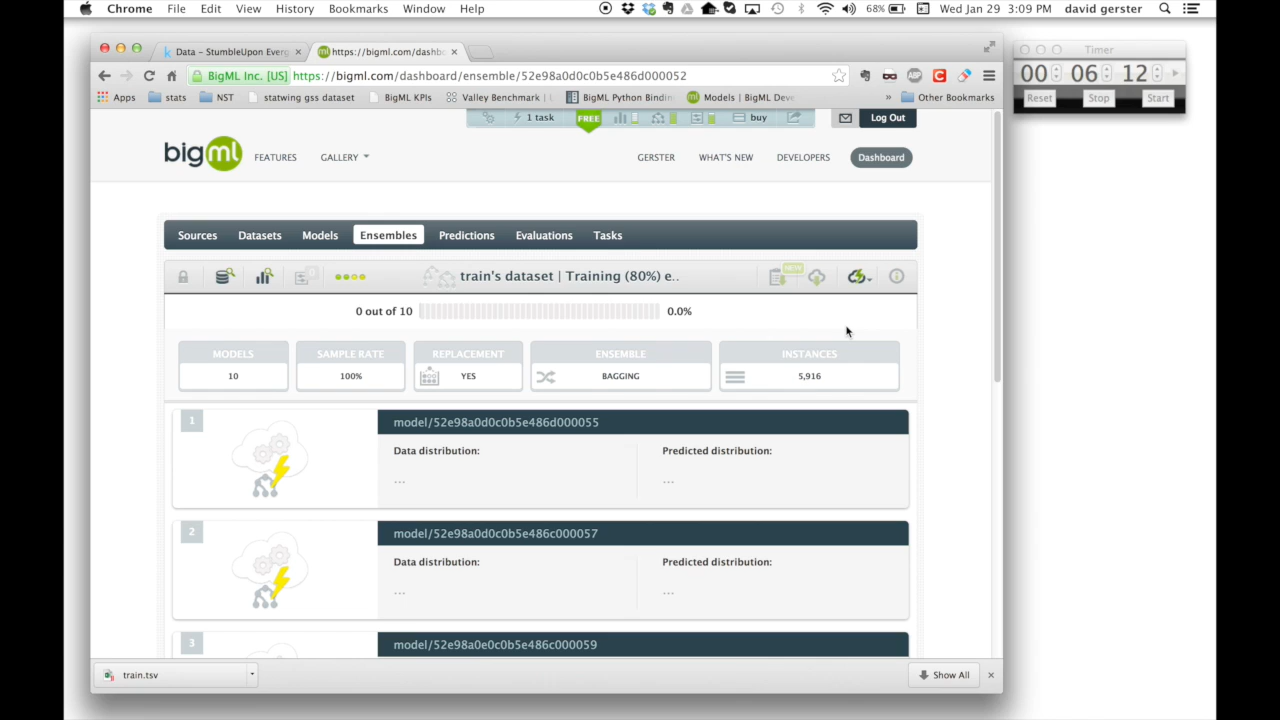 Chrome File Edit View History Bookmarks Window Help 68% Wed Jan 29 3:09 PM david gerster
Data – StumbleUpon Everg × https://bigml.com/dashbo ×
Timer
BigML Inc. [US] https://bigml.com/dashboard/ensemble/52e98a0d0c0b5e486d000052
00 06 12
Reset Stop Start
Apps stats NST statwing gss dataset BigML KPIs Valley Benchmark | BigML Python Bindin Models | BigML Deve » Other Bookmarks
1 task FREE buy Log Out
bigml FEATURES GALLERY GERSTER WHAT'S NEW DEVELOPERS Dashboard
Sources Datasets Models Ensembles Predictions Evaluations Tasks
train's dataset | Training (80%) e.. NEW
0 out of 10 0.0%
MODELS SAMPLE RATE REPLACEMENT ENSEMBLE INSTANCES
10 100% YES BAGGING 5,916
1 model/52e98a0d0c0b5e486d000055
Data distribution: Predicted distribution:
... ...
2 model/52e98a0d0c0b5e486c000057
Data distribution: Predicted distribution:
... ...
3 model/52e98a0e0c0b5e486c000059
train.tsv Show All ×